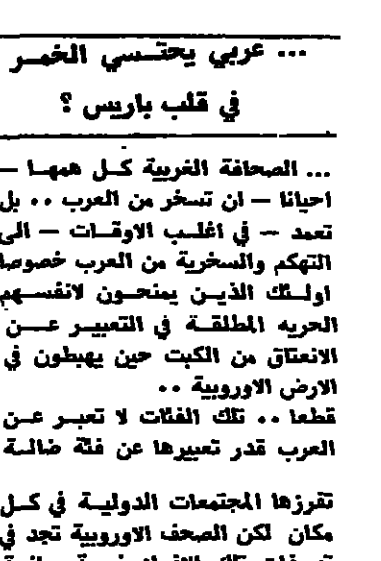 ... عربي يحتسي الخمر
في قلب باريس ؟
... الصحافة الغربية كل همها —
احيانا — ان تسخر من العرب .. بل
تعمد — في اغلب الاوقات — الى
التهكم والسخرية من العرب خصوصا
اولئك الذين يمنحون لانفسهم
الحريه المطلقة في التعبير عن
الانعتاق من الكبت حين يهبطون في
الارض الاوروبية ..
قطعا .. تلك الفئات لا تعبر عن
العرب قدر تعبيرها عن فئة ضالة
تفرزها المجتمعات الدولية في كل
مكان لكن الصحف الاوروبية تجد في